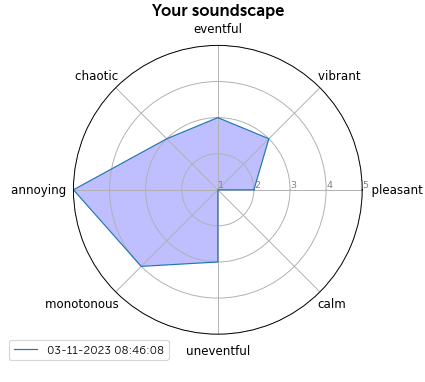 Your soundscape
eventful
chaotic
vibrant
annoying
1
2
3
4
5
pleasant
monotonous
calm
03-11-2023 08:46:08
uneventful